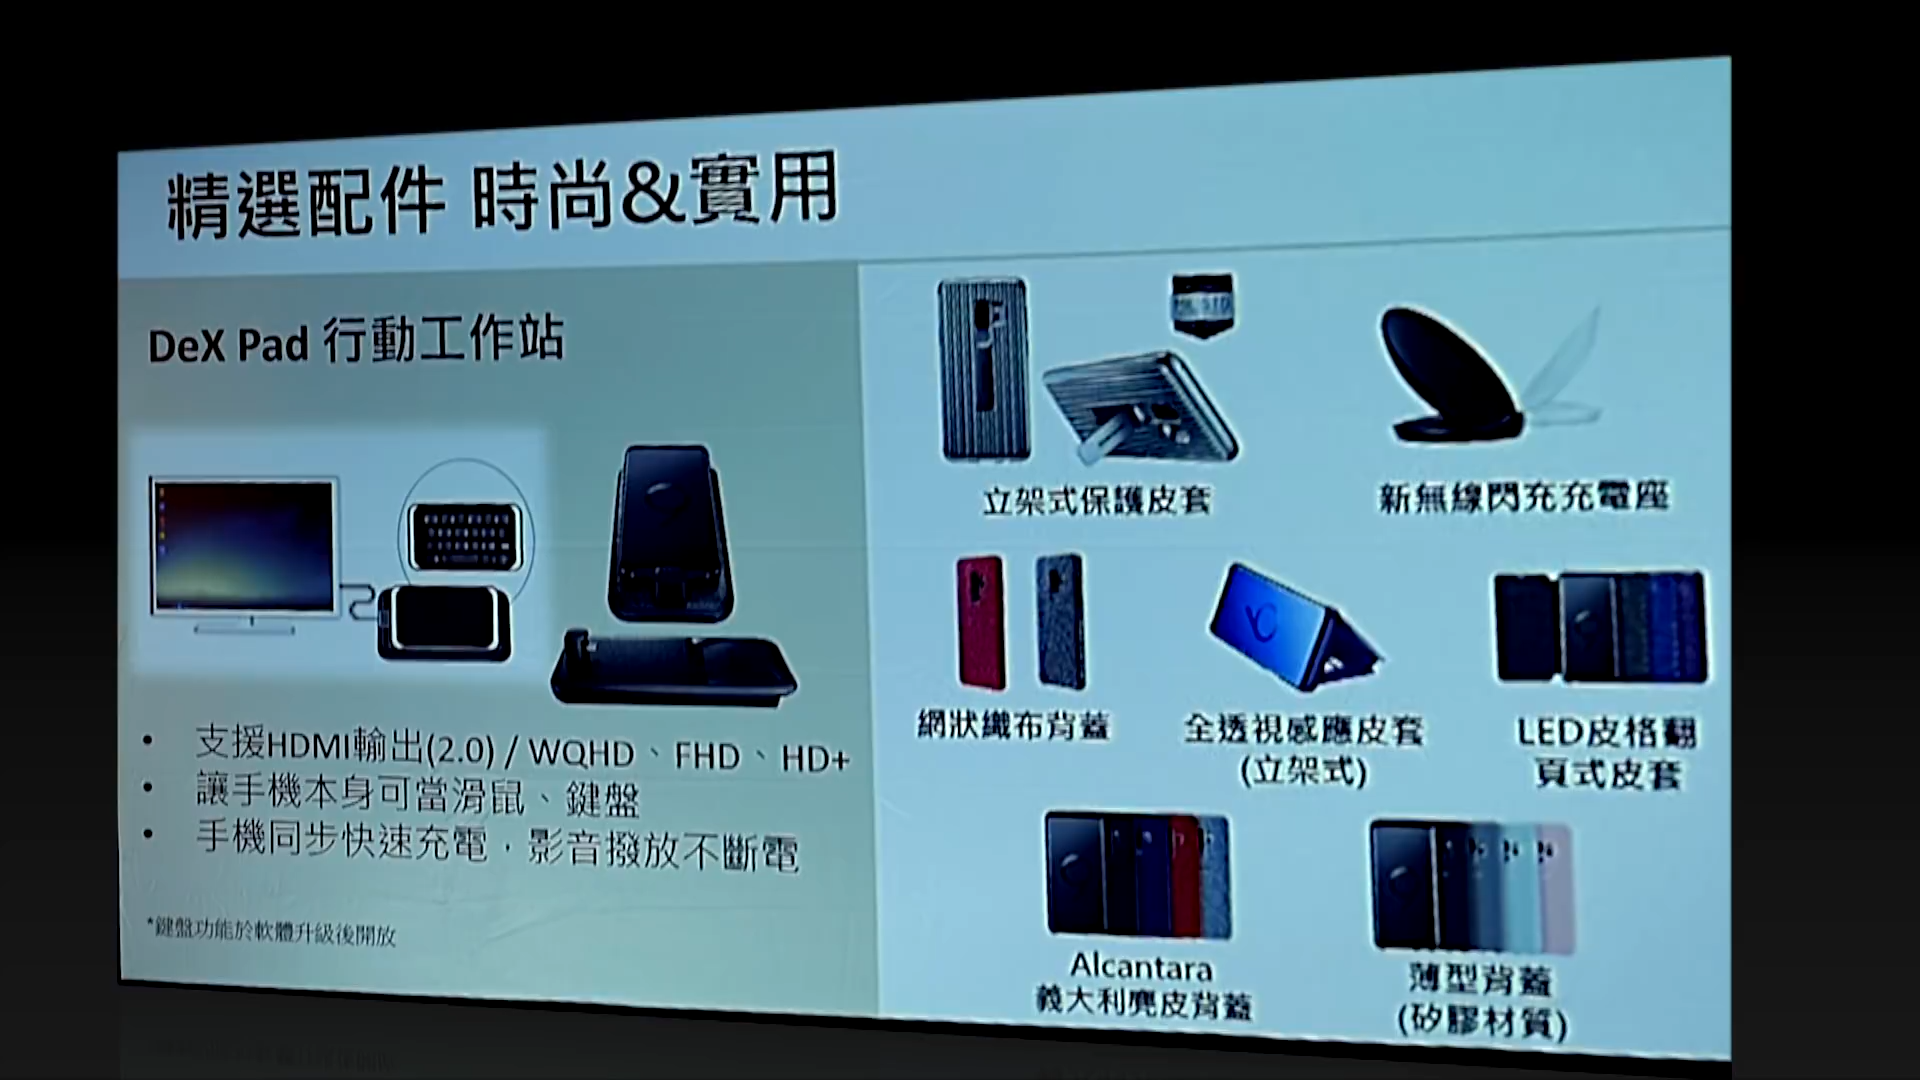 精選配件 時尚&實用
DeX Pad 行動工作站
• 支援HDMI輸出(2.0) / WQHD、FHD、HD+
• 讓手機本身可當滑鼠、鍵盤
• 手機同步快速充電，影音撥放不斷電
*鍵盤功能於軟體升級後開放
立架式保護皮套
新無線閃充充電座
網狀織布背蓋
全透視感應皮套
(立架式)
LED皮格翻
頁式皮套
Alcantara
義大利麂皮背蓋
薄型背蓋
(矽膠材質)